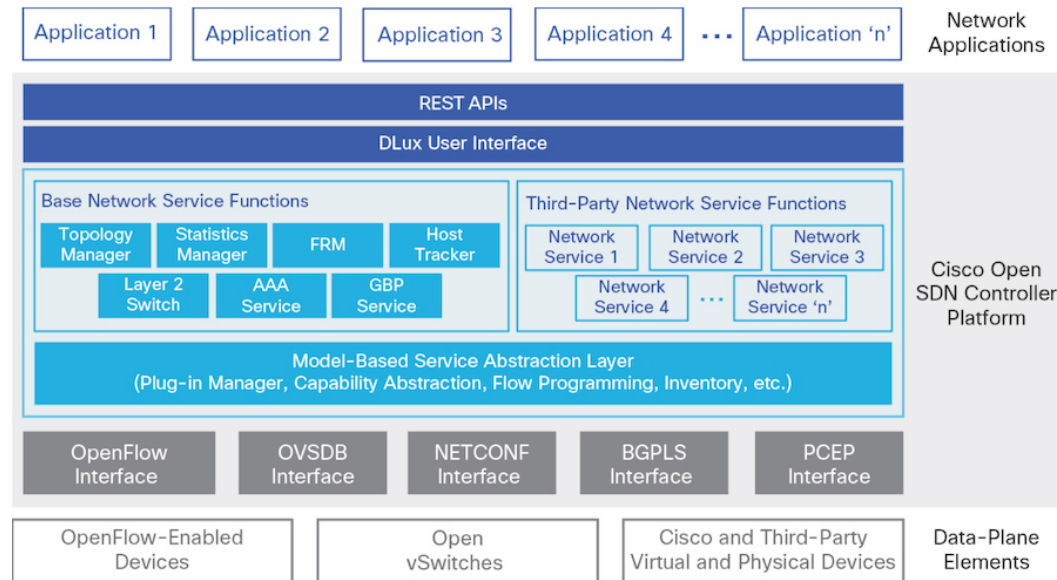 Application 1
Application 2
Application 3
Application 4
...
Application ‘n’
Network
Applications
REST APIs
DLux User Interface
Base Network Service Functions
Topology
Manager
Statistics
Manager
FRM
Host
Tracker
Layer 2
Switch
AAA
Service
GBP
Service
Third-Party Network Service Functions
Network
Service 1
Network
Service 2
Network
Service 3
Network
Service 4
...
Network
Service ‘n’
Model-Based Service Abstraction Layer
(Plug-in Manager, Capability Abstraction, Flow Programming, Inventory, etc.)
Cisco Open
SDN Controller
Platform
OpenFlow
Interface
OVSDB
Interface
NETCONF
Interface
BGPLS
Interface
PCEP
Interface
OpenFlow-Enabled
Devices
Open
vSwitches
Cisco and Third-Party
Virtual and Physical Devices
Data-Plane
Elements